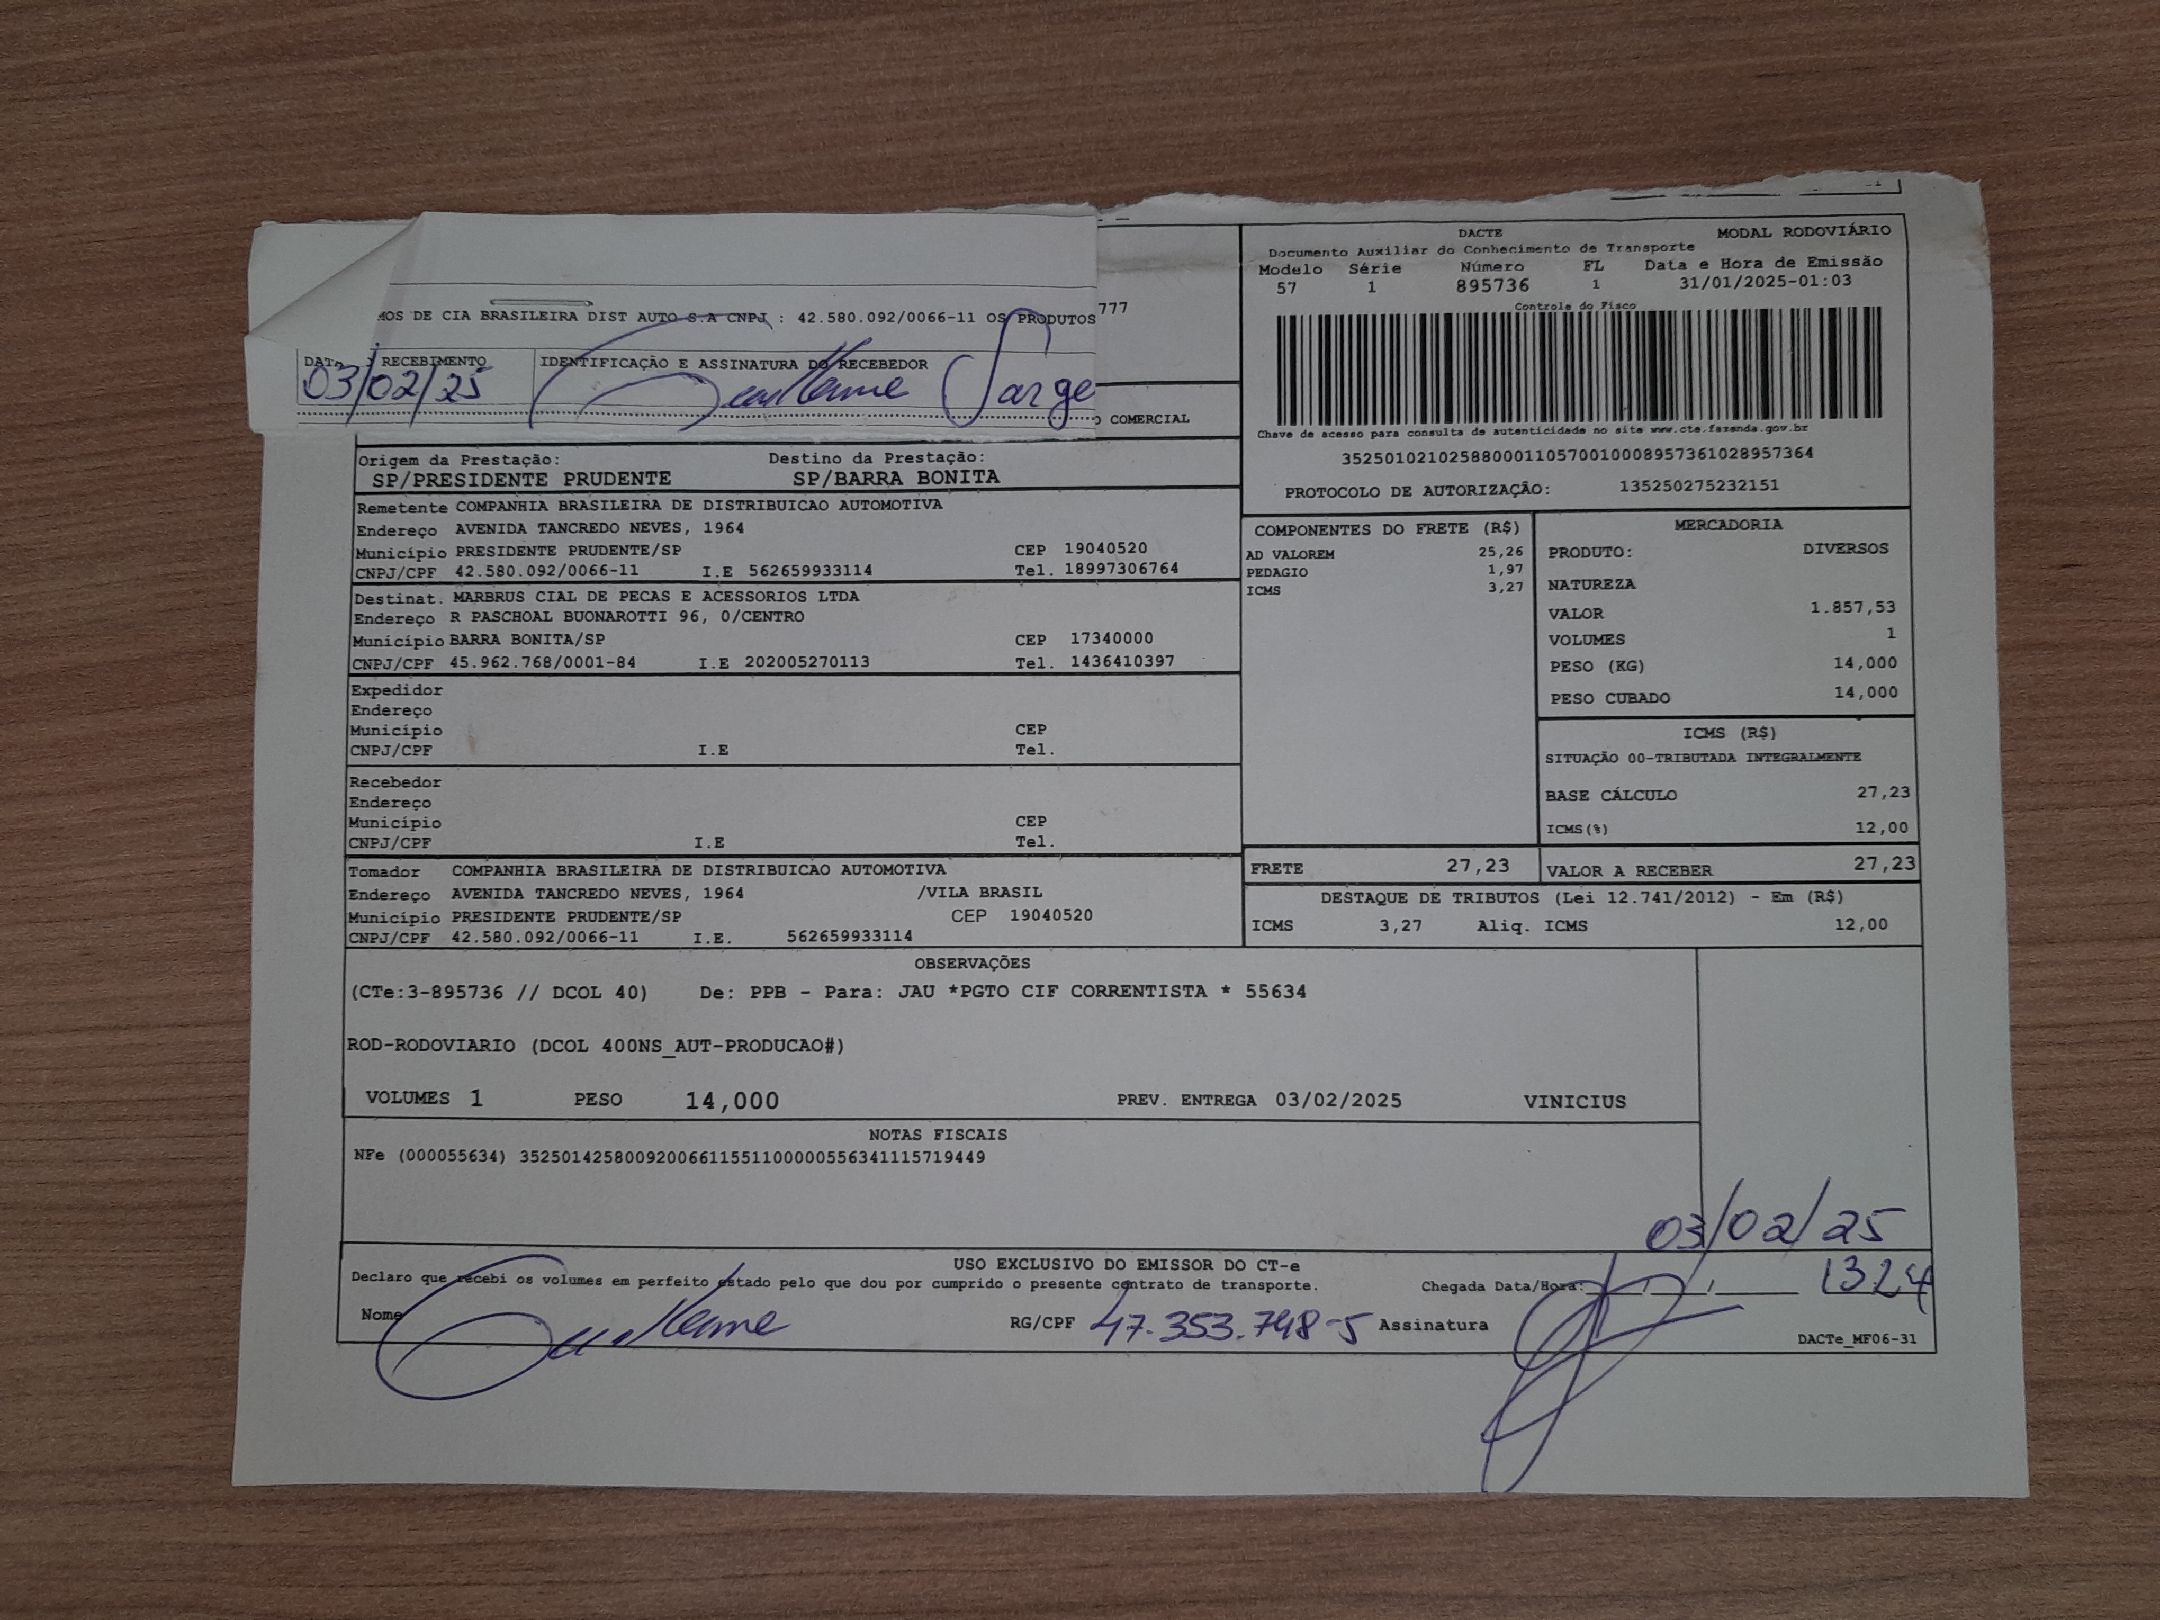 MOS DE CIA BRASILEIRA DIST AUTO S.A CNPJ : 42.580.092/0066-11 OS PRODUTOS
777
RECEBIMENTO IDENTIFICAÇÃO E ASSINATURA DO RECEBEDOR
03/02/25 Guilherme
COMERCIAL
DACTE MODAL RODOVIÁRIO
Documento Auxiliar do Conhecimento de Transporte
Modelo Série Número FL Data e Hora de Emissão
57 1 895736 1 31/01/2025-01:03
Controle do Fisco
Chave de acesso para consulta de autenticidade no site www.cte.fazenda.gov.br
35250102102588000110570010008957361028957364
PROTOCOLO DE AUTORIZAÇÃO: 135250275232151
Origem da Prestação: Destino da Prestação:
SP/PRESIDENTE PRUDENTE SP/BARRA BONITA
Remetente COMPANHIA BRASILEIRA DE DISTRIBUICAO AUTOMOTIVA
Endereço AVENIDA TANCREDO NEVES, 1964
Município PRESIDENTE PRUDENTE/SP CEP 19040520
CNPJ/CPF 42.580.092/0066-11 I.E 562659933114 Tel. 18997306764
Destinat. MARBRUS CIAL DE PECAS E ACESSORIOS LTDA
Endereço R PASCHOAL BUONAROTTI 96, 0/CENTRO
Município BARRA BONITA/SP CEP 17340000
CNPJ/CPF 45.962.768/0001-84 I.E 202005270113 Tel. 1436410397
Expedidor
Endereço
Município CEP
CNPJ/CPF I.E Tel.
Recebedor
Endereço
Município CEP
CNPJ/CPF I.E Tel.
Tomador COMPANHIA BRASILEIRA DE DISTRIBUICAO AUTOMOTIVA
Endereço AVENIDA TANCREDO NEVES, 1964 /VILA BRASIL
Município PRESIDENTE PRUDENTE/SP CEP 19040520
CNPJ/CPF 42.580.092/0066-11 I.E. 562659933114
COMPONENTES DO FRETE (R$)
AD VALOREM 25,26
PEDAGIO 1,97
ICMS 3,27
MERCADORIA
PRODUTO: DIVERSOS
NATUREZA
VALOR 1.857,53
VOLUMES 1
PESO (KG) 14,000
PESO CUBADO 14,000
ICMS (R$)
SITUAÇÃO 00-TRIBUTADA INTEGRALMENTE
BASE CÁLCULO 27,23
ICMS(%) 12,00
FRETE 27,23 VALOR A RECEBER 27,23
DESTAQUE DE TRIBUTOS (Lei 12.741/2012) - Em (R$)
ICMS 3,27 Aliq. ICMS 12,00
OBSERVAÇÕES
(CTe:3-895736 // DCOL 40) De: PPB - Para: JAU *PGTO CIF CORRENTISTA * 55634
ROD-RODOVIARIO (DCOL 400NS_AUT-PRODUCAO#)
VOLUMES 1 PESO 14,000 PREV. ENTREGA 03/02/2025 VINICIUS
NOTAS FISCAIS
NFe (000055634) 35250142580092006611551100000556341115719449
03/02/25
USO EXCLUSIVO DO EMISSOR DO CT-e
Declaro que recebi os volumes em perfeito estado pelo que dou por cumprido o presente contrato de transporte. Chegada Data/Hora: 1324
Nome Guilherme RG/CPF 47.353.748-5 Assinatura
DACTe_MF06-31